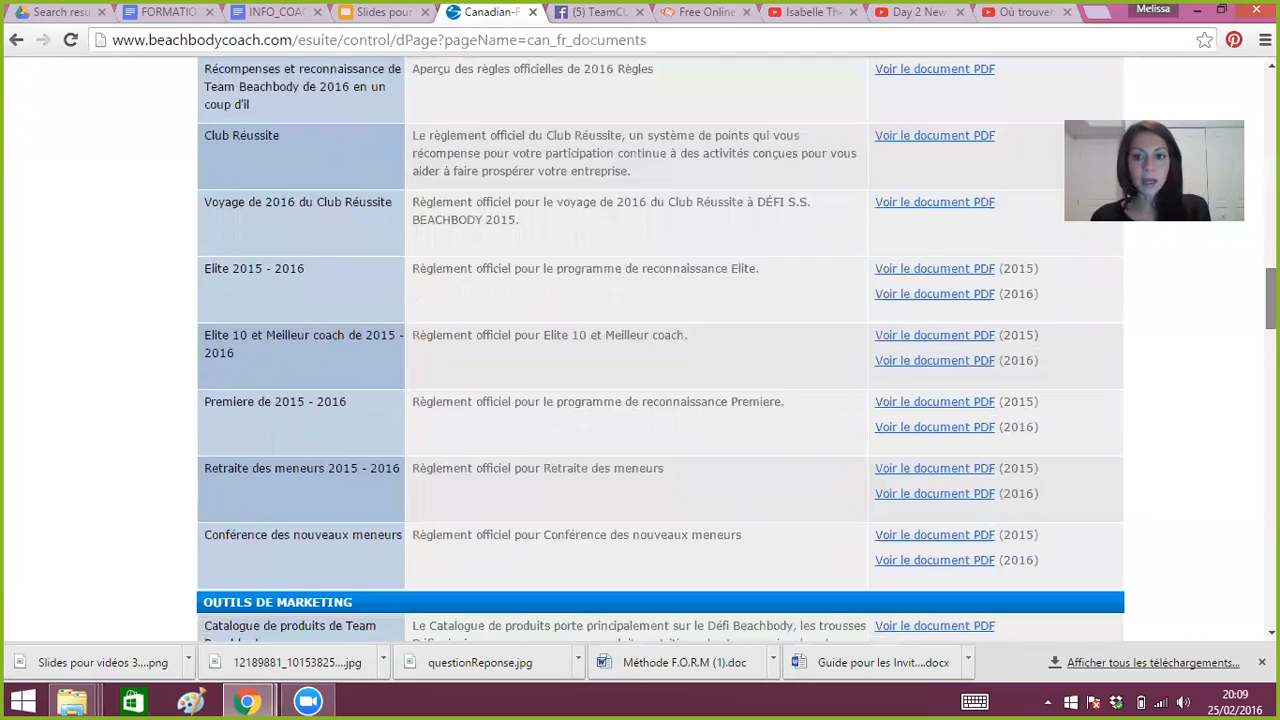 Search resu
FORMATIO
INFO_COA
Slides pour
Canadian-F
(5) TeamCL
Free Online
Isabelle The
Day 2 New
Où trouver
Melissa
www.beachbodycoach.com/esuite/control/dPage?pageName=can_fr_documents
Récompenses et reconnaissance de Aperçu des règles officielles de 2016 Règles Voir le document PDF
Team Beachbody de 2016 en un
coup d'il
Club Réussite Le règlement officiel du Club Réussite, un système de points qui vous Voir le document PDF
récompense pour votre participation continue à des activités conçues pour vous
aider à faire prospérer votre entreprise.
Voyage de 2016 du Club Réussite Règlement officiel pour le voyage de 2016 du Club Réussite à DÉFI S.S. Voir le document PDF
BEACHBODY 2015.
Elite 2015 - 2016 Règlement officiel pour le programme de reconnaissance Elite. Voir le document PDF (2015)
Voir le document PDF (2016)
Elite 10 et Meilleur coach de 2015 - Règlement officiel pour Elite 10 et Meilleur coach. Voir le document PDF (2015)
2016 Voir le document PDF (2016)
Premiere de 2015 - 2016 Règlement officiel pour le programme de reconnaissance Premiere. Voir le document PDF (2015)
Voir le document PDF (2016)
Retraite des meneurs 2015 - 2016 Règlement officiel pour Retraite des meneurs Voir le document PDF (2015)
Voir le document PDF (2016)
Conférence des nouveaux meneurs Règlement officiel pour Conférence des nouveaux meneurs Voir le document PDF (2015)
Voir le document PDF (2016)
OUTILS DE MARKETING
Catalogue de produits de Team Le Catalogue de produits porte principalement sur le Défi Beachbody, les trousses Voir le document PDF
Slides pour vidéos 3....png
12189881_10153825....jpg
questionReponse.jpg
Méthode F.O.R.M (1).doc
Guide pour les Invit....docx
Afficher tous les téléchargements...
20:09
25/02/2016